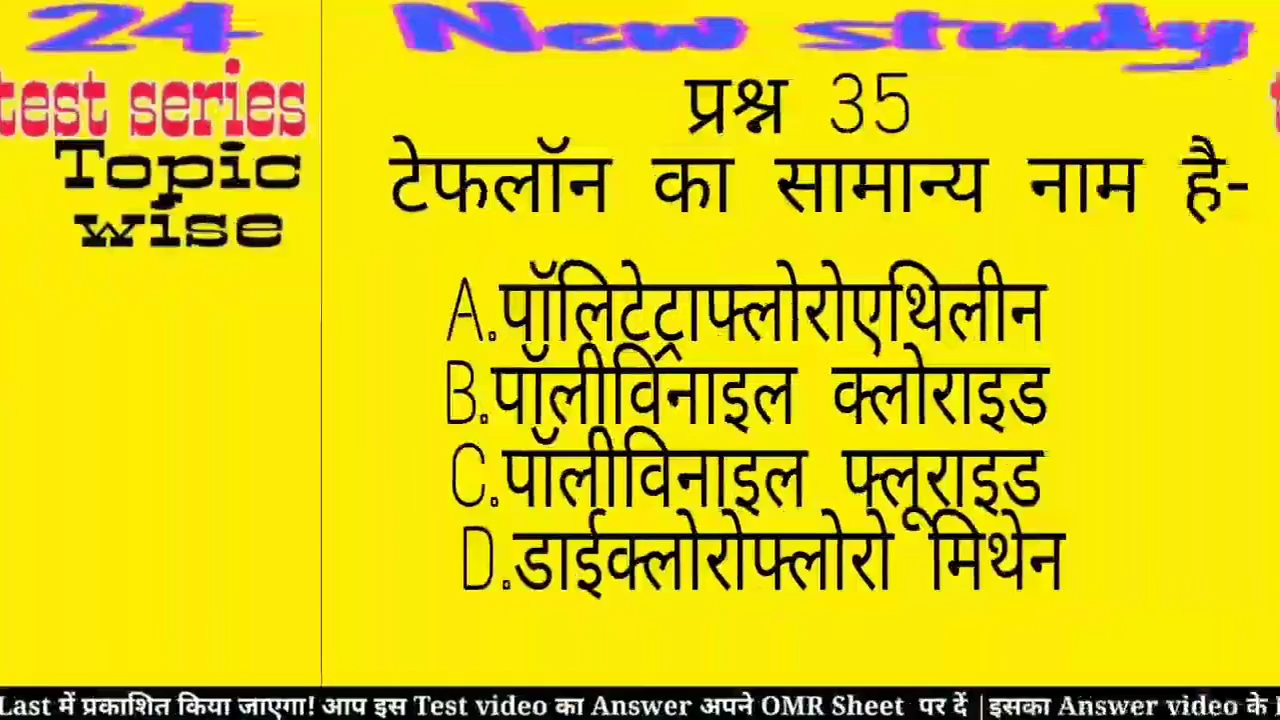 24
test series
Topic
wise
New study
प्रश्न 35
टेफलॉन का सामान्य नाम है-
A.पॉलिटेट्राफ्लोरोएथिलीन
B.पॉलीविनाइल क्लोराइड
C.पॉलीविनाइल फ्लूराइड
D.डाईक्लोरोफ्लोरो मिथेन
Last में प्रकाशित किया जाएगा! आप इस Test video का Answer अपने OMR Sheet पर दें |इसका Answer video के